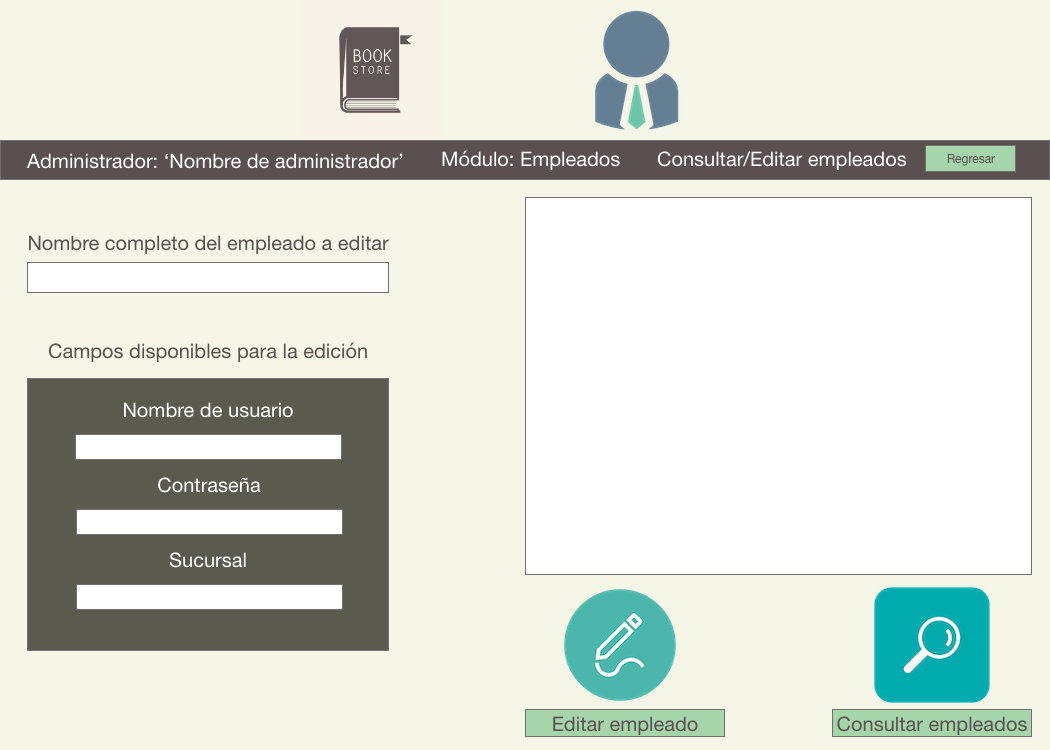 BOOK
STORE
Administrador: ‘Nombre de administrador’ Módulo: Empleados Consultar/Editar empleados Regresar
Nombre completo del empleado a editar
Campos disponibles para la edición
Nombre de usuario
Contraseña
Sucursal
Editar empleado Consultar empleados